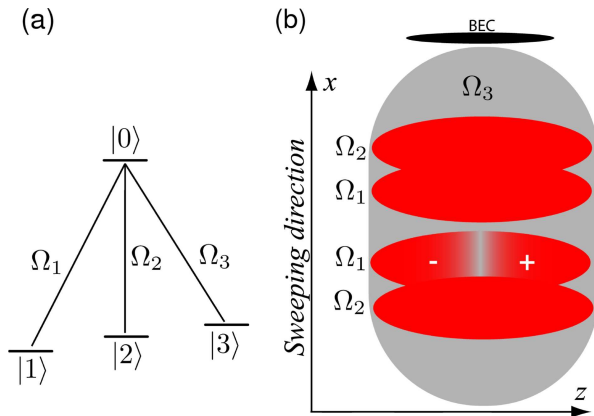 (a)
|0⟩
Ω₁
Ω₂
Ω₃
|1⟩
|2⟩
|3⟩
(b)
BEC
x
Sweeping direction
Ω₃
Ω₂
Ω₁
Ω₁
- +
Ω₂
z